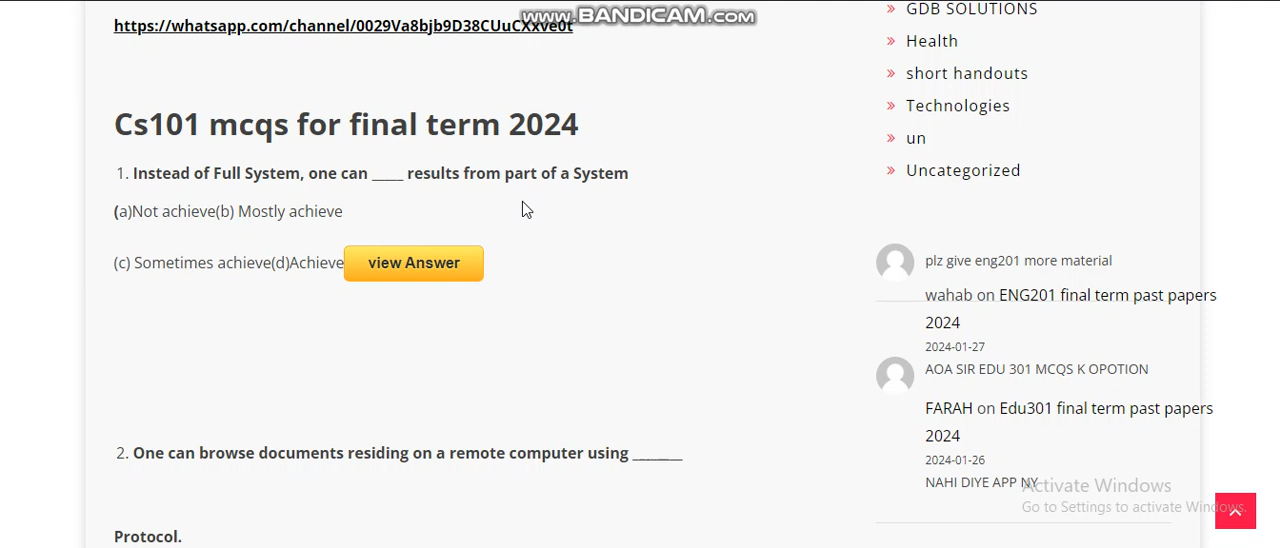 www.BANDICAM.com
https://whatsapp.com/channel/0029Va8bjb9D38CUuCXxve0t
Cs101 mcqs for final term 2024
1. Instead of Full System, one can ____ results from part of a System
(a)Not achieve(b) Mostly achieve
(c) Sometimes achieve(d)Achieve view Answer
2. One can browse documents residing on a remote computer using _______
Protocol.
» GDB SOLUTIONS
» Health
» short handouts
» Technologies
» un
» Uncategorized
plz give eng201 more material
wahab on ENG201 final term past papers
2024
2024-01-27
AOA SIR EDU 301 MCQS K OPOTION
FARAH on Edu301 final term past papers
2024
2024-01-26
NAHI DIYE APP NY
Activate Windows
Go to Settings to activate Windows.